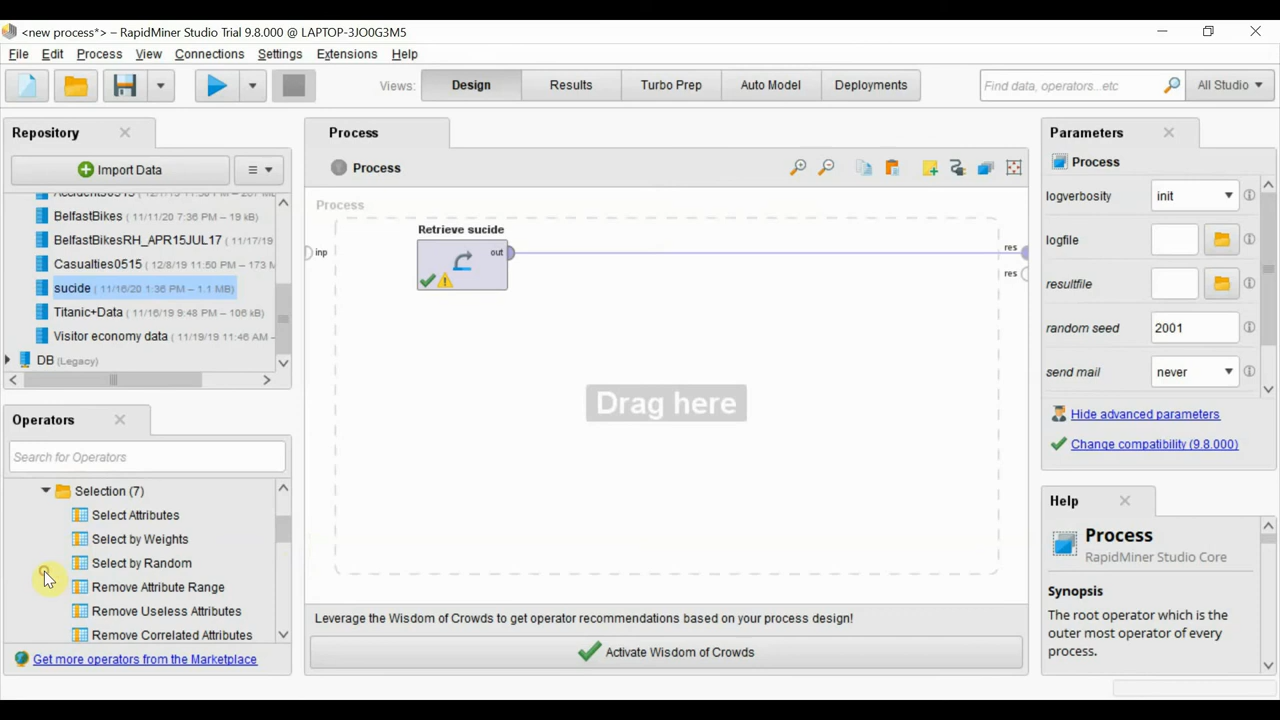 <new process*> – RapidMiner Studio Trial 9.8.000 @ LAPTOP-3JO0G3M5
File Edit Process View Connections Settings Extensions Help
Views: Design Results Turbo Prep Auto Model Deployments
Find data, operators...etc
All Studio
Repository
Import Data
Accident0515 ( 12/1/19
BelfastBikes ( 11/11/20 7:36 PM – 19 kB)
BelfastBikesRH_APR15JUL17 ( 11/17/19
Casualties0515 ( 12/8/19 11:50 PM – 173 M
sucide ( 11/16/20 1:36 PM – 1.1 MB)
Titanic+Data ( 11/16/19 9:48 PM – 106 kB)
Visitor economy data ( 11/19/19 11:46 AM –
DB (Legacy)
Operators
Search for Operators
Selection (7)
Select Attributes
Select by Weights
Select by Random
Remove Attribute Range
Remove Useless Attributes
Remove Correlated Attributes
Get more operators from the Marketplace
Process
Process
Process
Retrieve sucide
inp
out
res
res
Drag here
Leverage the Wisdom of Crowds to get operator recommendations based on your process design!
Activate Wisdom of Crowds
Parameters
Process
logverbosity init
logfile
resultfile
random seed 2001
send mail never
Hide advanced parameters
Change compatibility (9.8.000)
Help
Process
RapidMiner Studio Core
Synopsis
The root operator which is the
outer most operator of every
process.